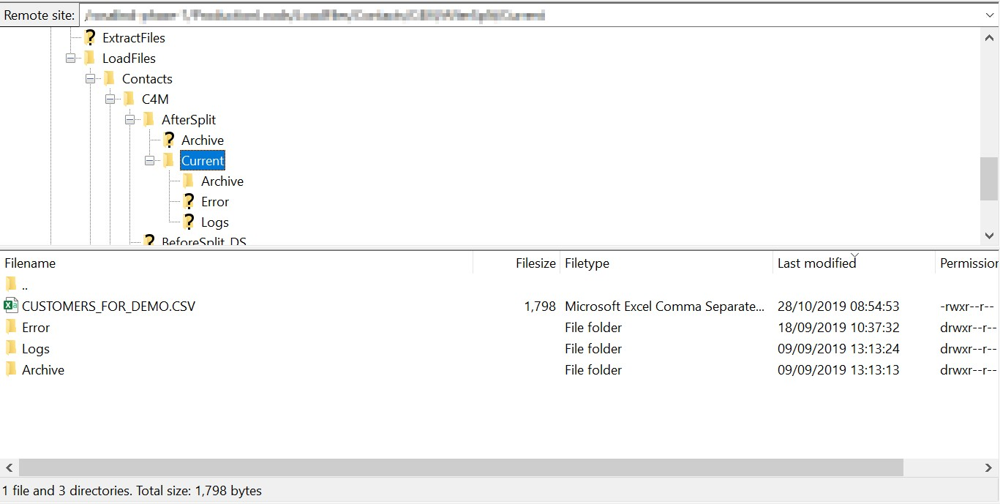 Remote site:
ExtractFiles
LoadFiles
Contacts
C4M
AfterSplit
Archive
Current
Archive
Error
Logs
BeforeSplit_DS
Filename Filesize Filetype Last modified Permission
..
CUSTOMERS_FOR_DEMO.CSV 1,798 Microsoft Excel Comma Separate... 28/10/2019 08:54:53 -rwxr--r--
Error File folder 18/09/2019 10:37:32 drwxr--r--
Logs File folder 09/09/2019 13:13:24 drwxr--r--
Archive File folder 09/09/2019 13:13:13 drwxr--r--
1 file and 3 directories. Total size: 1,798 bytes